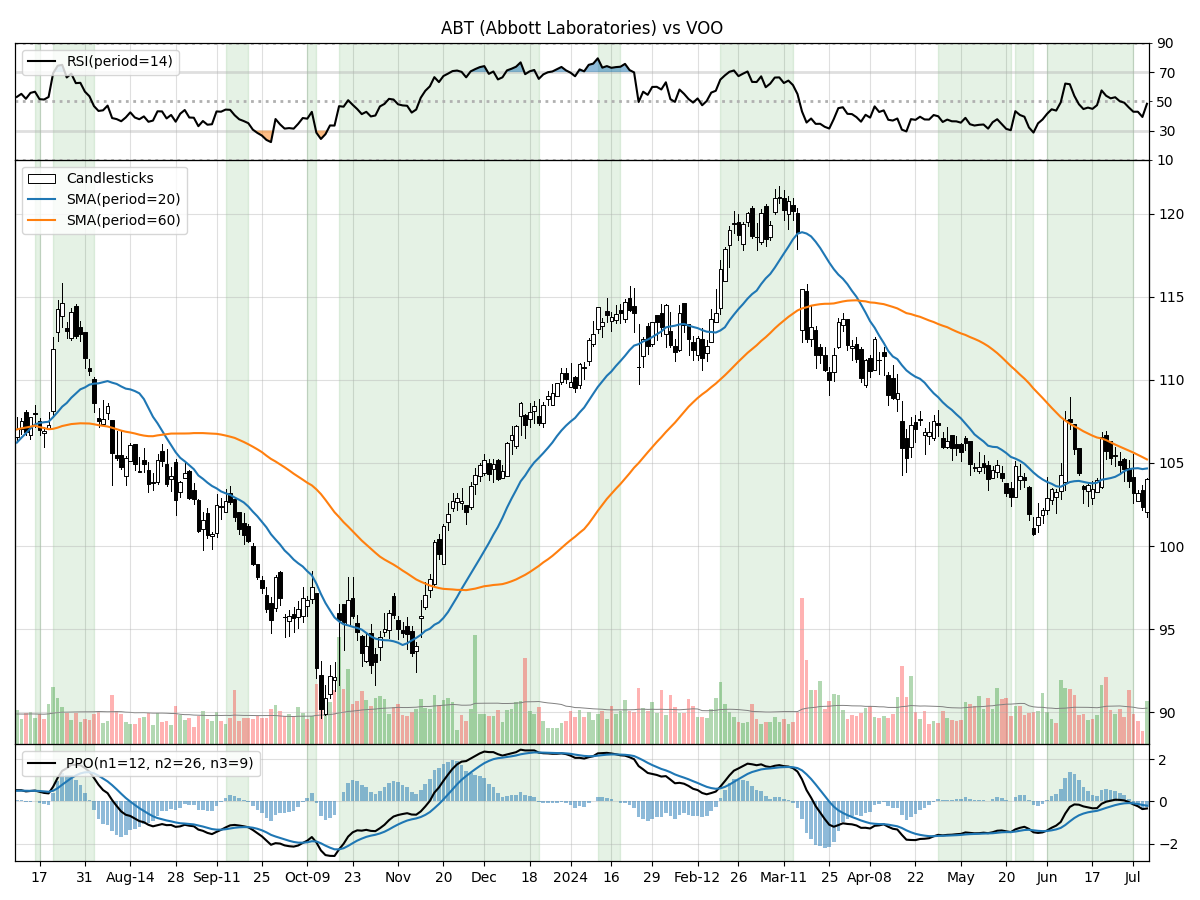 ABT (Abbott Laboratories) vs VOO
RSI(period=14)
90
70
50
30
10
Candlesticks
SMA(period=20)
SMA(period=60)
120
115
110
105
100
95
90
PPO(n1=12, n2=26, n3=9)
2
0
−2
17 31 Aug-14 28 Sep-11 25 Oct-09 23 Nov 20 Dec 18 2024 16 29 Feb-12 26 Mar-11 25 Apr-08 22 May 20 Jun 17 Jul